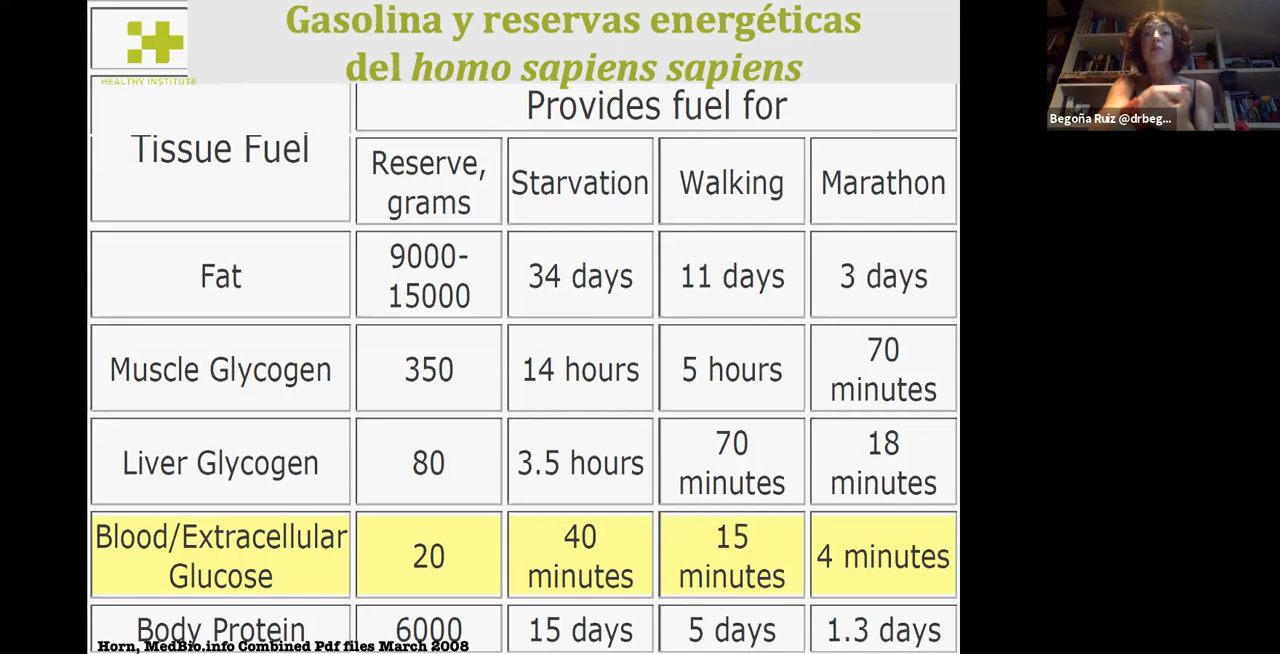 Gasolina y reservas energéticas
del homo sapiens sapiens
HEALTHY INSTITUTE
Begoña Ruiz @drbeg...
Tissue Fuel
Provides fuel for
Reserve,
grams
Starvation
Walking
Marathon
Fat
9000-
15000
34 days
11 days
3 days
Muscle Glycogen
350
14 hours
5 hours
70
minutes
Liver Glycogen
80
3.5 hours
70
minutes
18
minutes
Blood/Extracellular
Glucose
20
40
minutes
15
minutes
4 minutes
Body Protein
6000
15 days
5 days
1.3 days
Horn, MedBio.info Combined Pdf files March 2008